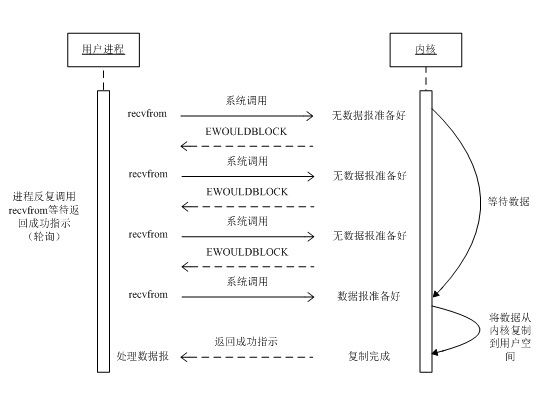 用户进程
内核
系统调用
recvfrom
无数据报准备好
EWOULDBLOCK
系统调用
recvfrom
无数据报准备好
EWOULDBLOCK
进程反复调用
recvfrom等待返
回成功指示
（轮询）
等待数据
系统调用
recvfrom
无数据报准备好
EWOULDBLOCK
系统调用
recvfrom
数据报准备好
将数据从
内核复制
到用户空
间
返回成功指示
处理数据报
复制完成